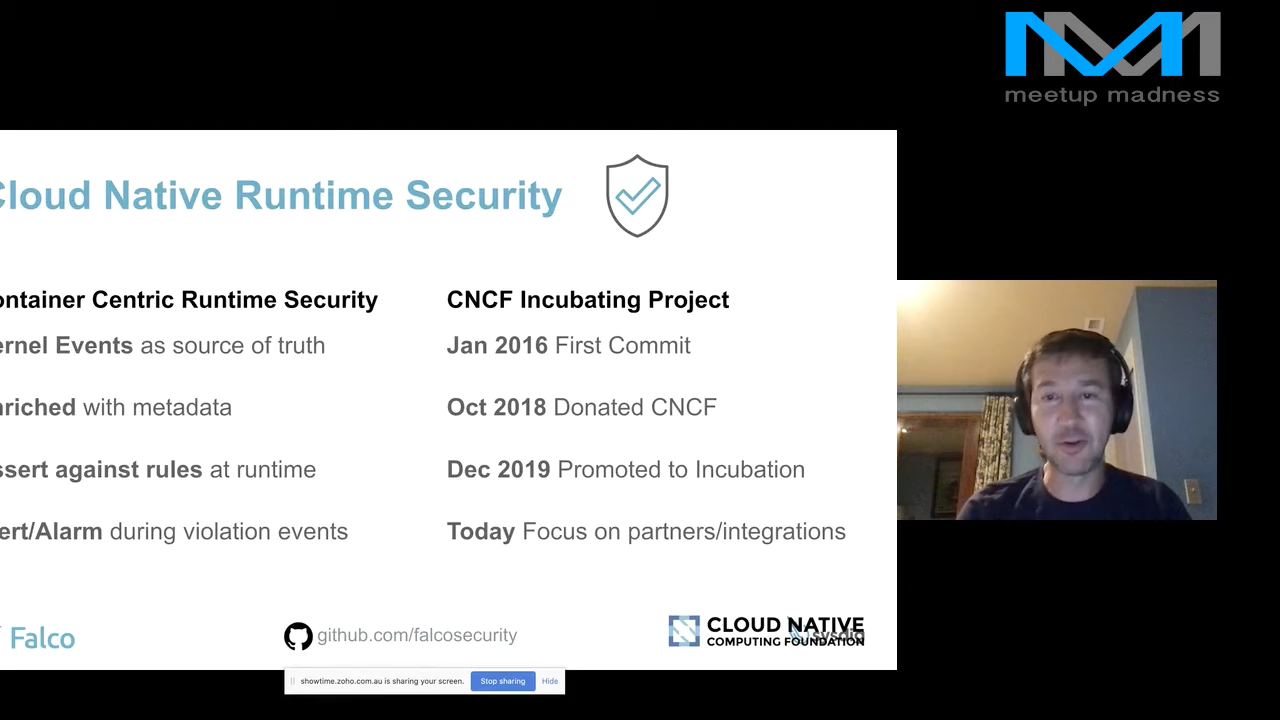 meetup madness
Cloud Native Runtime Security
ontainer Centric Runtime Security
ernel Events as source of truth
nriched with metadata
ssert against rules at runtime
ert/Alarm during violation events
CNCF Incubating Project
Jan 2016 First Commit
Oct 2018 Donated CNCF
Dec 2019 Promoted to Incubation
Today Focus on partners/integrations
Falco
github.com/falcosecurity
CLOUD NATIVE
COMPUTING FOUNDATION
sysdig
showtime.zoho.com.au is sharing your screen.
Stop sharing
Hide